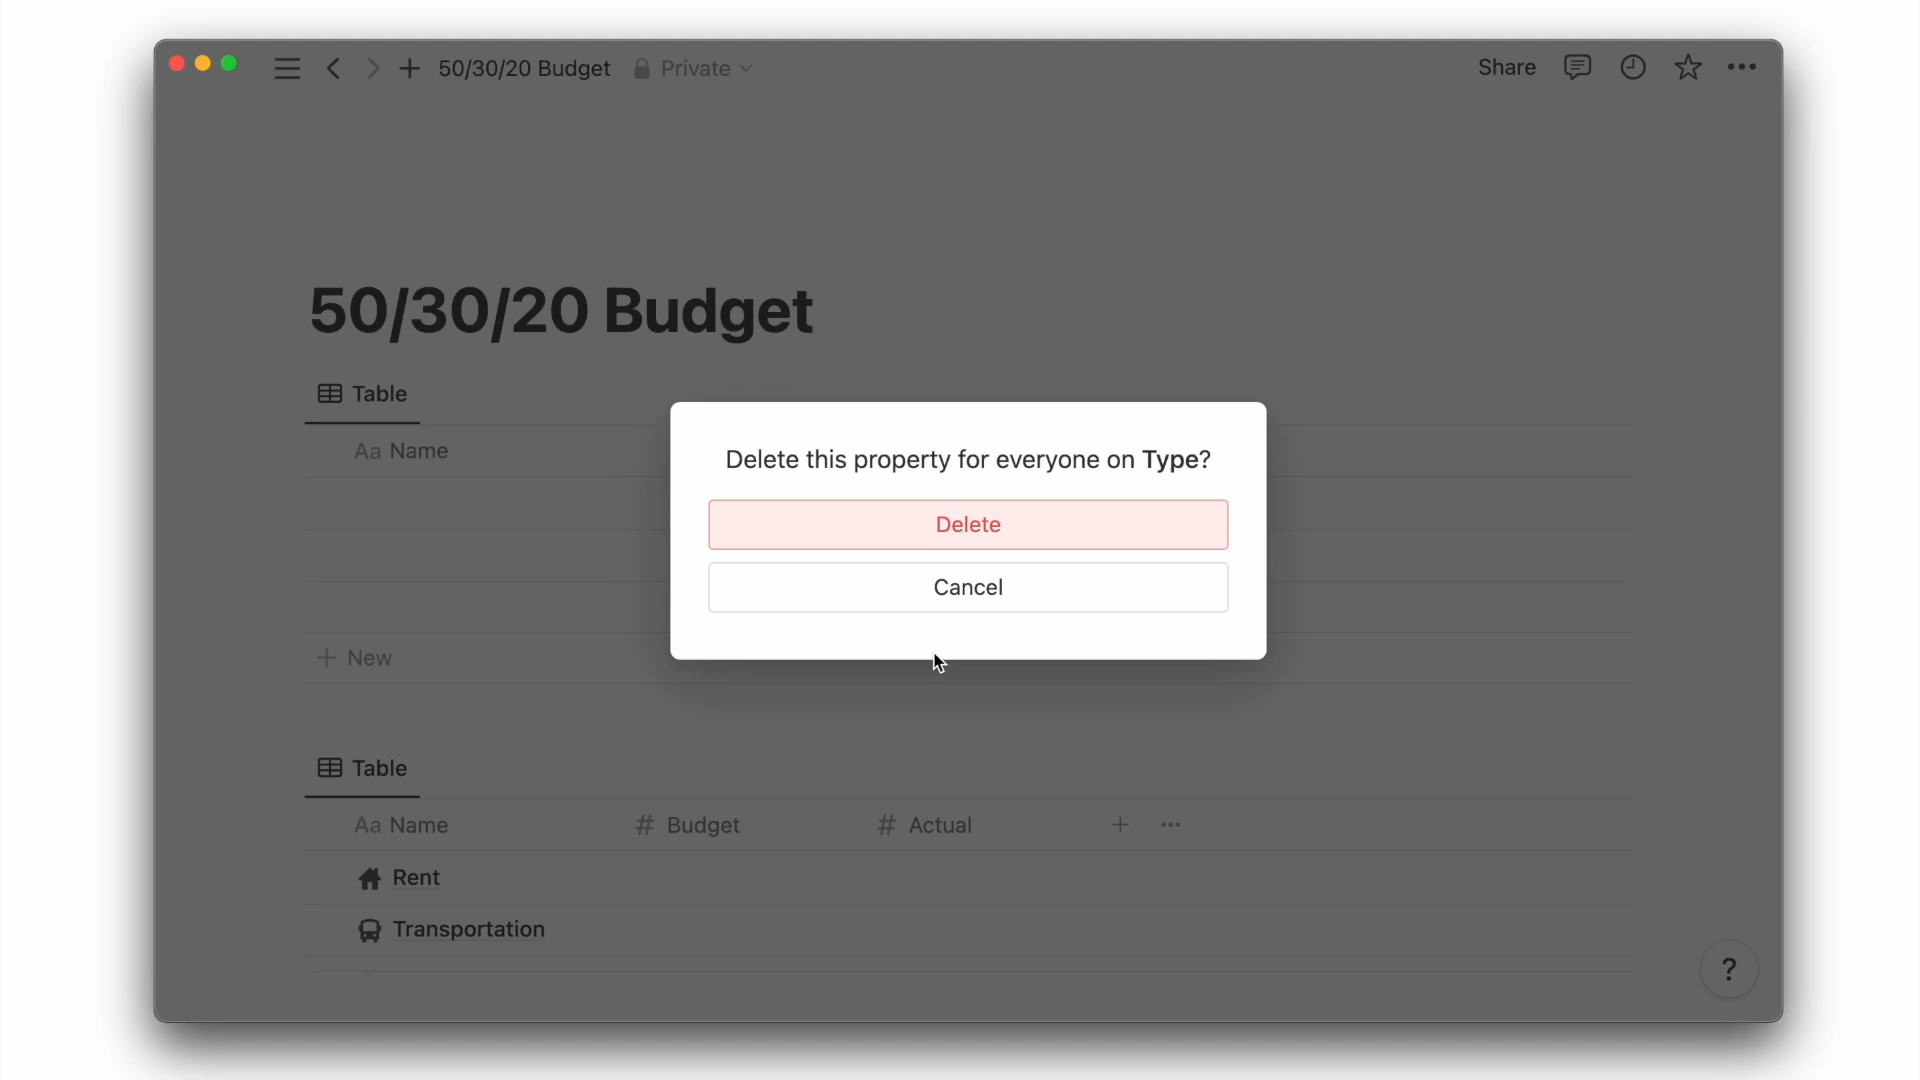 50/30/20 Budget Private
Share
50/30/20 Budget
Table
Aa Name
Delete this property for everyone on Type?
Delete
Cancel
New
Table
Aa Name # Budget # Actual
Rent
Transportation
?